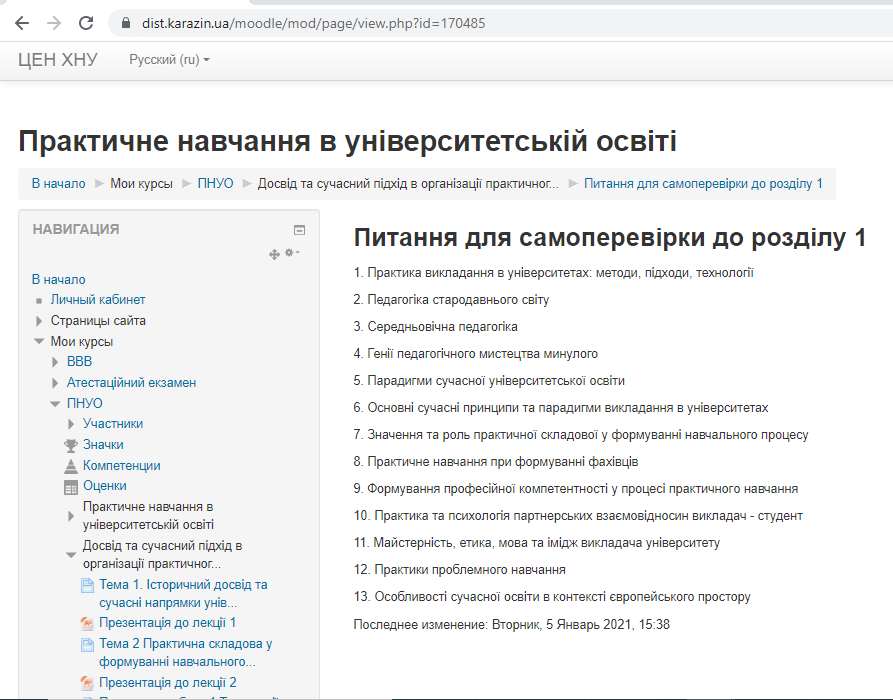 dist.karazin.ua/moodle/mod/page/view.php?id=170485
ЦЕН ХНУ Русский (ru)
Практичне навчання в університетській освіті
В начало Мои курсы ПНУО Досвід та сучасний підхід в організації практичног... Питання для самоперевірки до розділу 1
НАВИГАЦИЯ
В начало
Личный кабинет
Страницы сайта
Мои курсы
ВВВ
Атестаційний екзамен
ПНУО
Участники
Значки
Компетенции
Оценки
Практичне навчання в
університетській освіті
Досвід та сучасний підхід в
організації практичног...
Тема 1. Історичний досвід та
сучасні напрямки унів...
Презентація до лекції 1
Тема 2 Практична складова у
формуванні навчального...
Презентація до лекції 2
Питання для самоперевірки до розділу 1
1. Практика викладання в університетах: методи, підходи, технології
2. Педагогіка стародавнього світу
3. Середньовічна педагогіка
4. Генії педагогічного мистецтва минулого
5. Парадигми сучасної університетської освіти
6. Основні сучасні принципи та парадигми викладання в університетах
7. Значення та роль практичної складової у формуванні навчального процесу
8. Практичне навчання при формуванні фахівців
9. Формування професійної компетентності у процесі практичного навчання
10. Практика та психологія партнерських взаємовідносин викладач - студент
11. Майстерність, етика, мова та імідж викладача університету
12. Практики проблемного навчання
13. Особливості сучасної освіти в контексті європейського простору
Последнее изменение: Вторник, 5 Январь 2021, 15:38